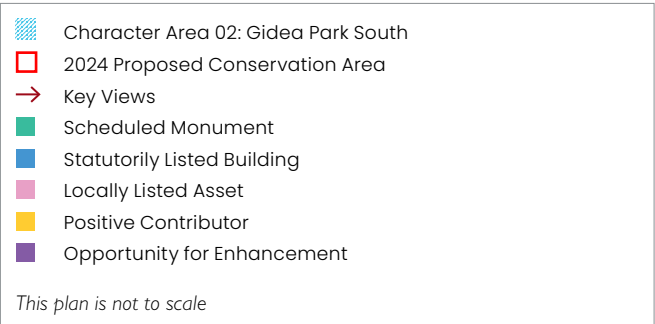 Character Area 02: Gidea Park South
2024 Proposed Conservation Area
Key Views
Scheduled Monument
Statutorily Listed Building
Locally Listed Asset
Positive Contributor
Opportunity for Enhancement
This plan is not to scale